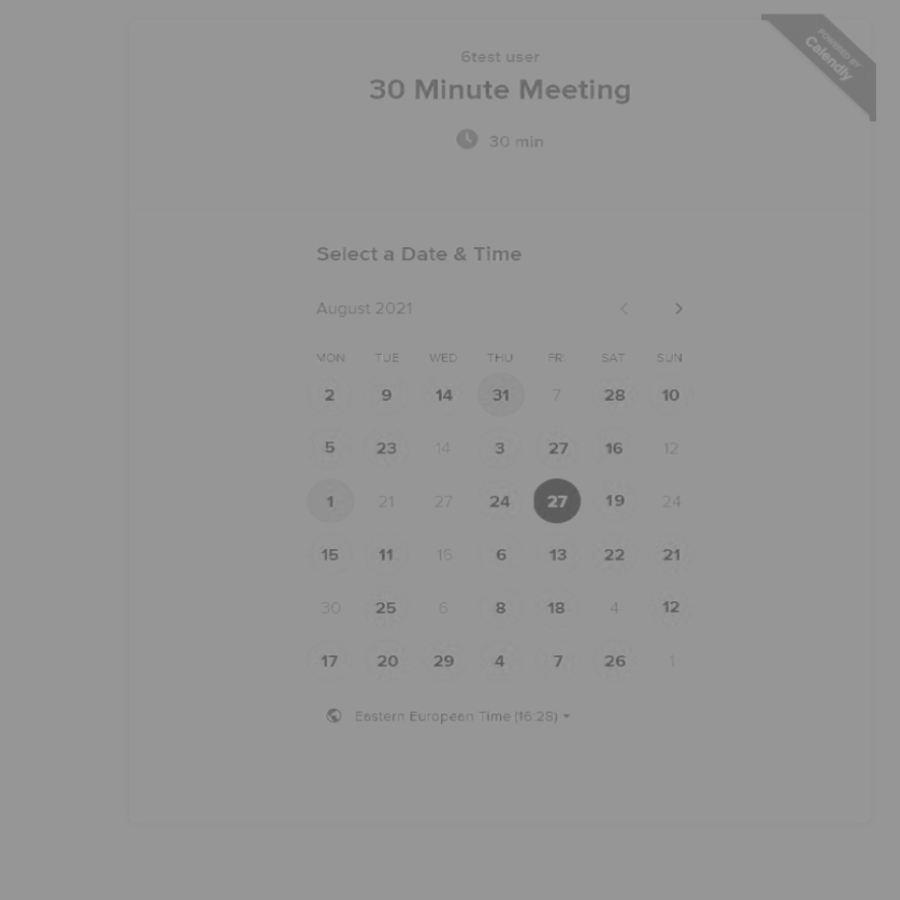 POWERED BY
Calendly
6test user
30 Minute Meeting
30 min
Select a Date & Time
August 2021
MON TUE WED THU FRI SAT SUN
2 9 14 31 7 28 10
5 23 14 3 27 16 12
1 21 27 24 27 19 24
15 11 16 6 13 22 21
30 25 6 8 18 4 12
17 20 29 4 7 26 1
Eastern European Time (16:28)